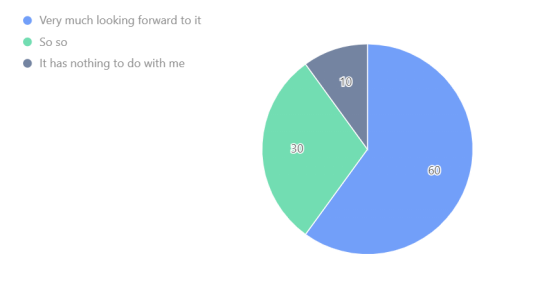 Very much looking forward to it
So so
It has nothing to do with me
10
30
60